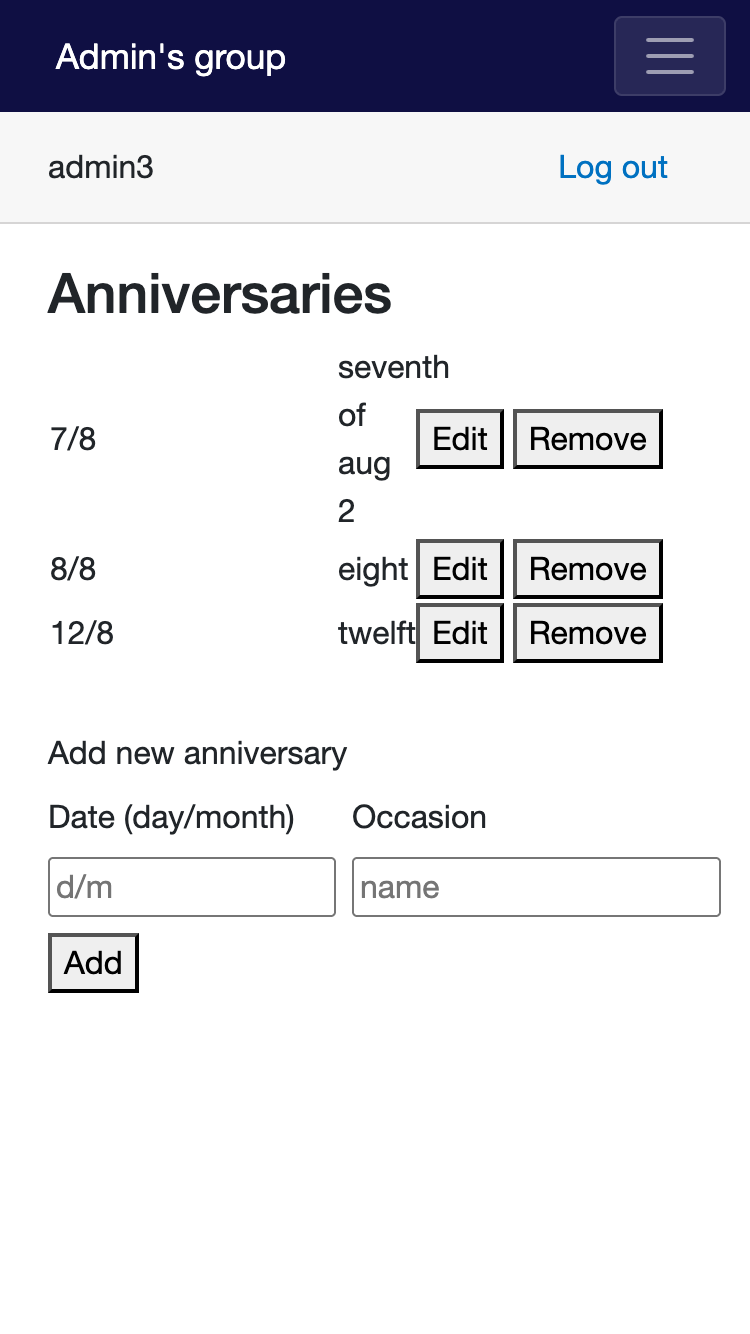 Admin's group
admin3 Log out
Anniversaries
7/8 seventh of aug 2 Edit Remove
8/8 eight Edit Remove
12/8 twelft Edit Remove
Add new anniversary
Date (day/month) Occasion
d/m name
Add